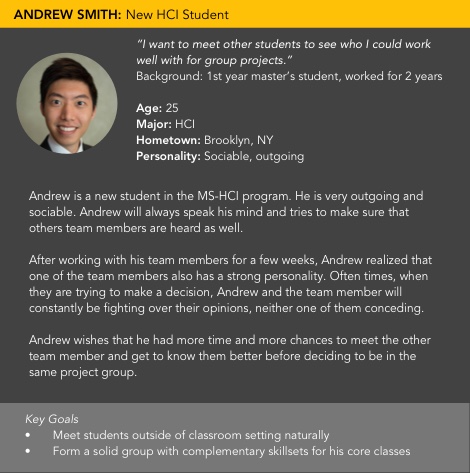 ANDREW SMITH: New HCI Student
“I want to meet other students to see who I could work
well with for group projects.”
Background: 1st year master’s student, worked for 2 years
Age: 25
Major: HCI
Hometown: Brooklyn, NY
Personality: Sociable, outgoing
Andrew is a new student in the MS-HCI program. He is very outgoing and
sociable. Andrew will always speak his mind and tries to make sure that
others team members are heard as well.
After working with his team members for a few weeks, Andrew realized that
one of the team members also has a strong personality. Often times, when
they are trying to make a decision, Andrew and the team member will
constantly be fighting over their opinions, neither one of them conceding.
Andrew wishes that he had more time and more chances to meet the other
team member and get to know them better before deciding to be in the
same project group.
Key Goals
• Meet students outside of classroom setting naturally
• Form a solid group with complementary skillsets for his core classes